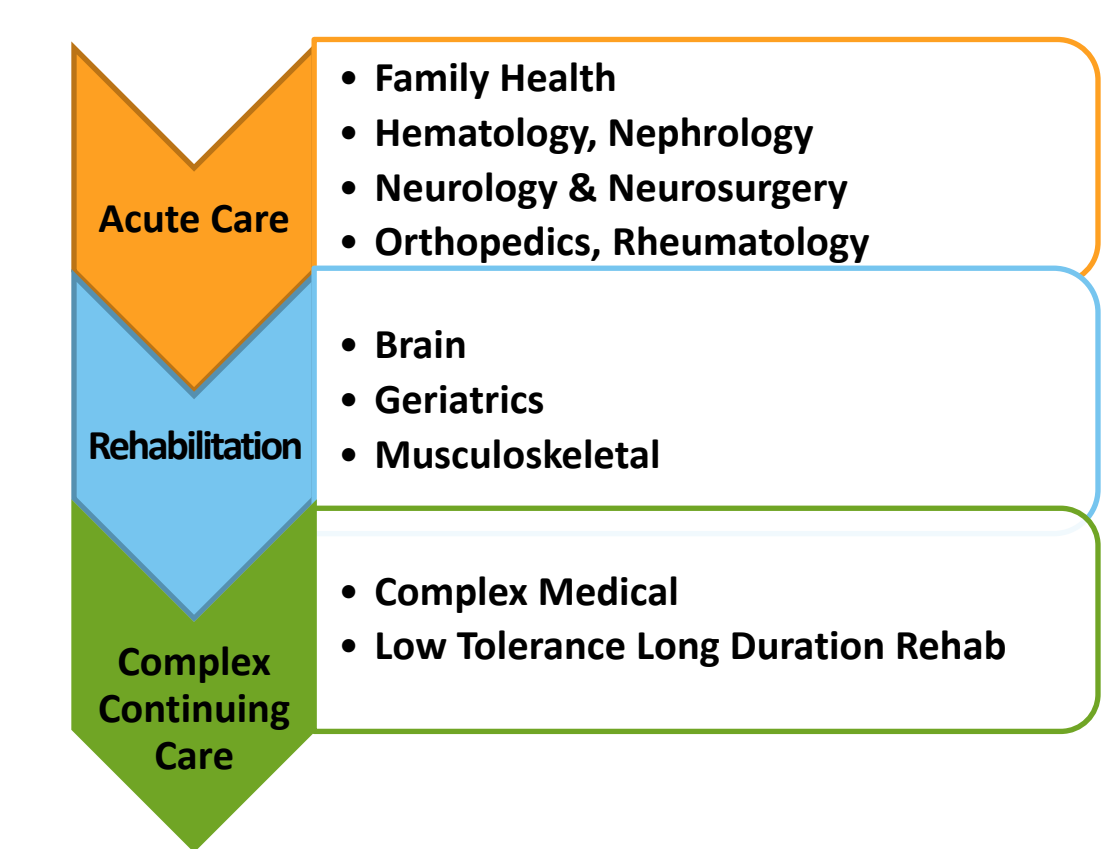 Acute Care
• Family Health
• Hematology, Nephrology
• Neurology & Neurosurgery
• Orthopedics, Rheumatology
Rehabilitation
• Brain
• Geriatrics
• Musculoskeletal
Complex
Continuing
Care
• Complex Medical
• Low Tolerance Long Duration Rehab